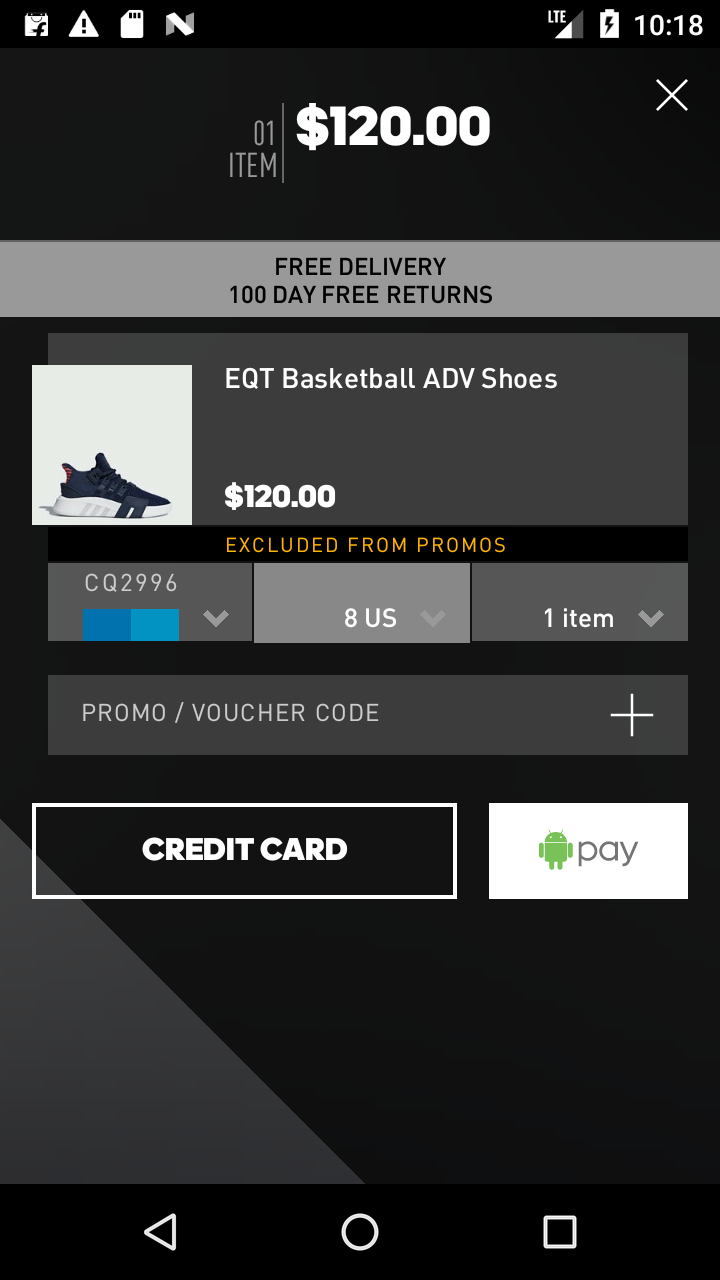 LTE
10:18
01
ITEM
$120.00
FREE DELIVERY
100 DAY FREE RETURNS
EQT Basketball ADV Shoes
$120.00
EXCLUDED FROM PROMOS
CQ2996
8 US
1 item
PROMO / VOUCHER CODE
CREDIT CARD
pay